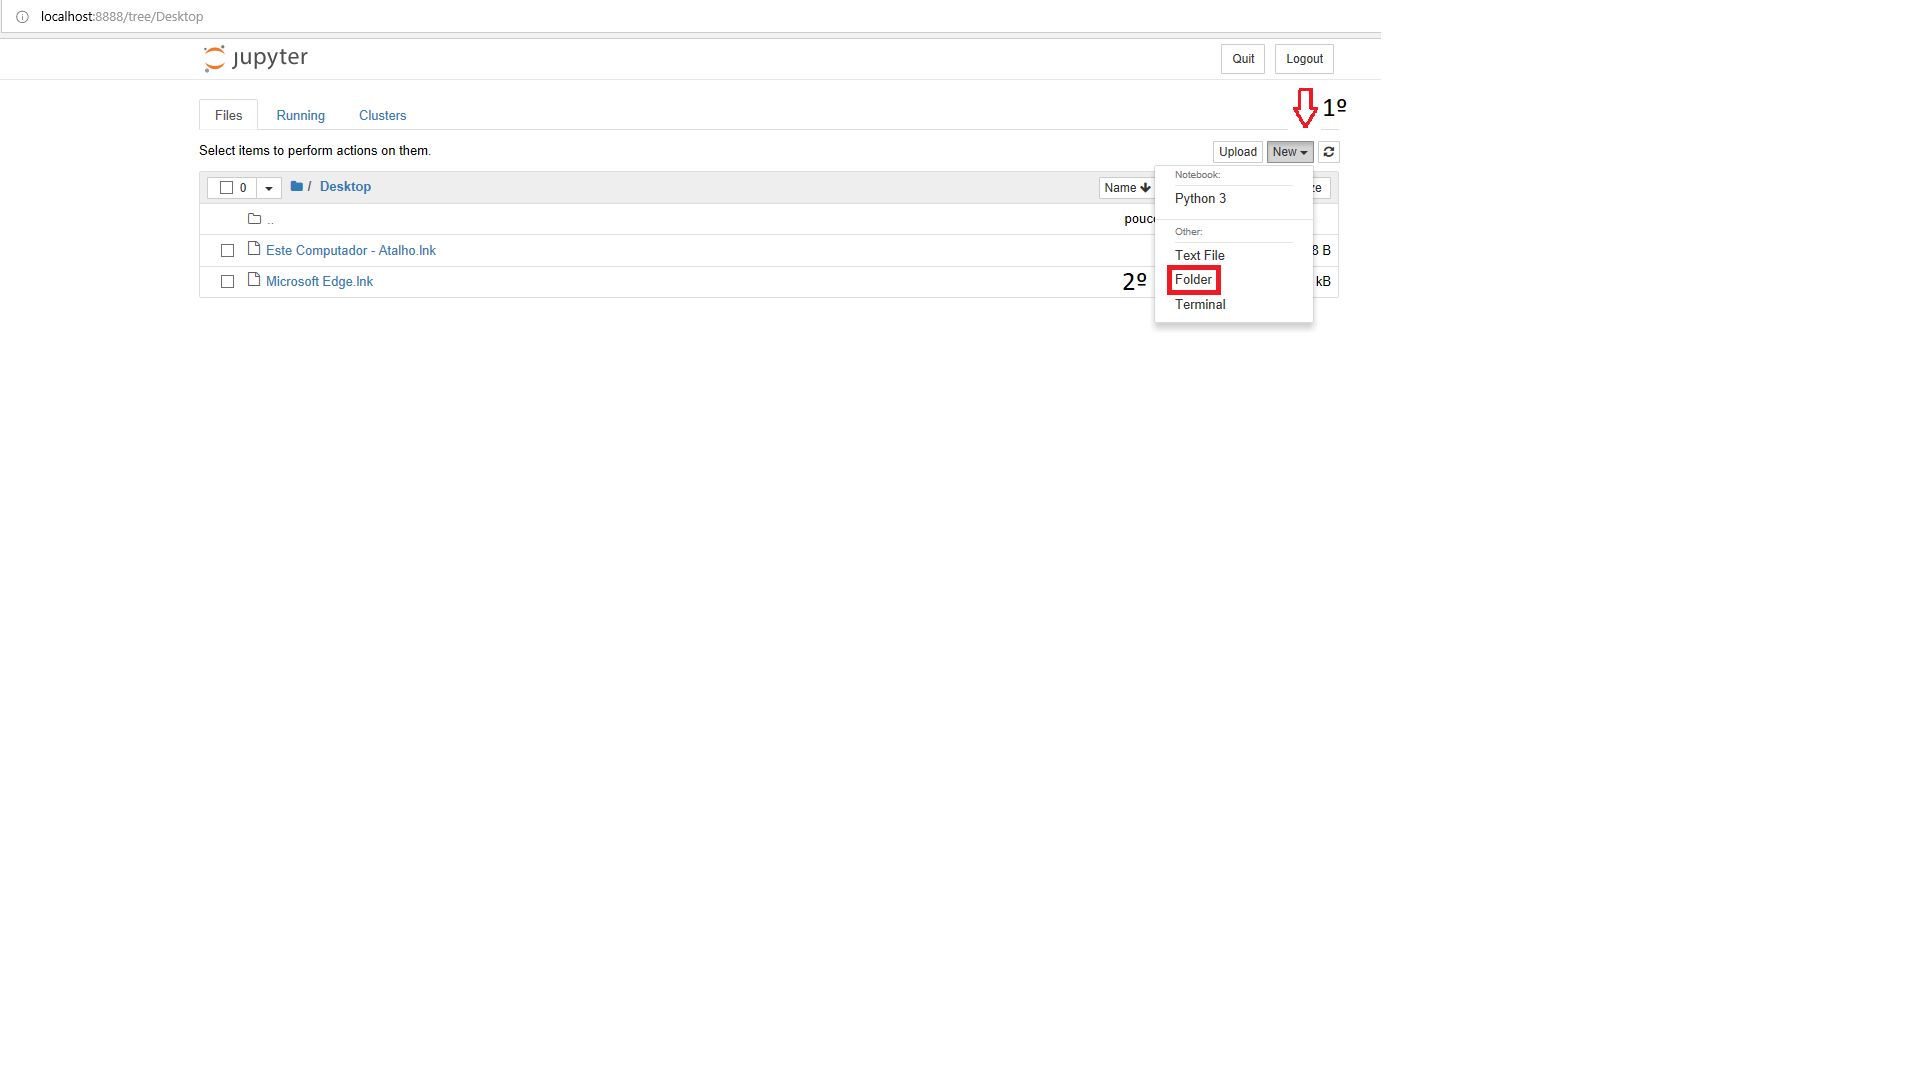 localhost:8888/tree/Desktop
jupyter
Quit
Logout
Files
Running
Clusters
1º
Select items to perform actions on them.
Upload
New
0
/ Desktop
Name
Notebook:
Python 3
..
Other:
Este Computador - Atalho.lnk
Text File
8 B
Microsoft Edge.lnk
2º
Folder
kB
Terminal